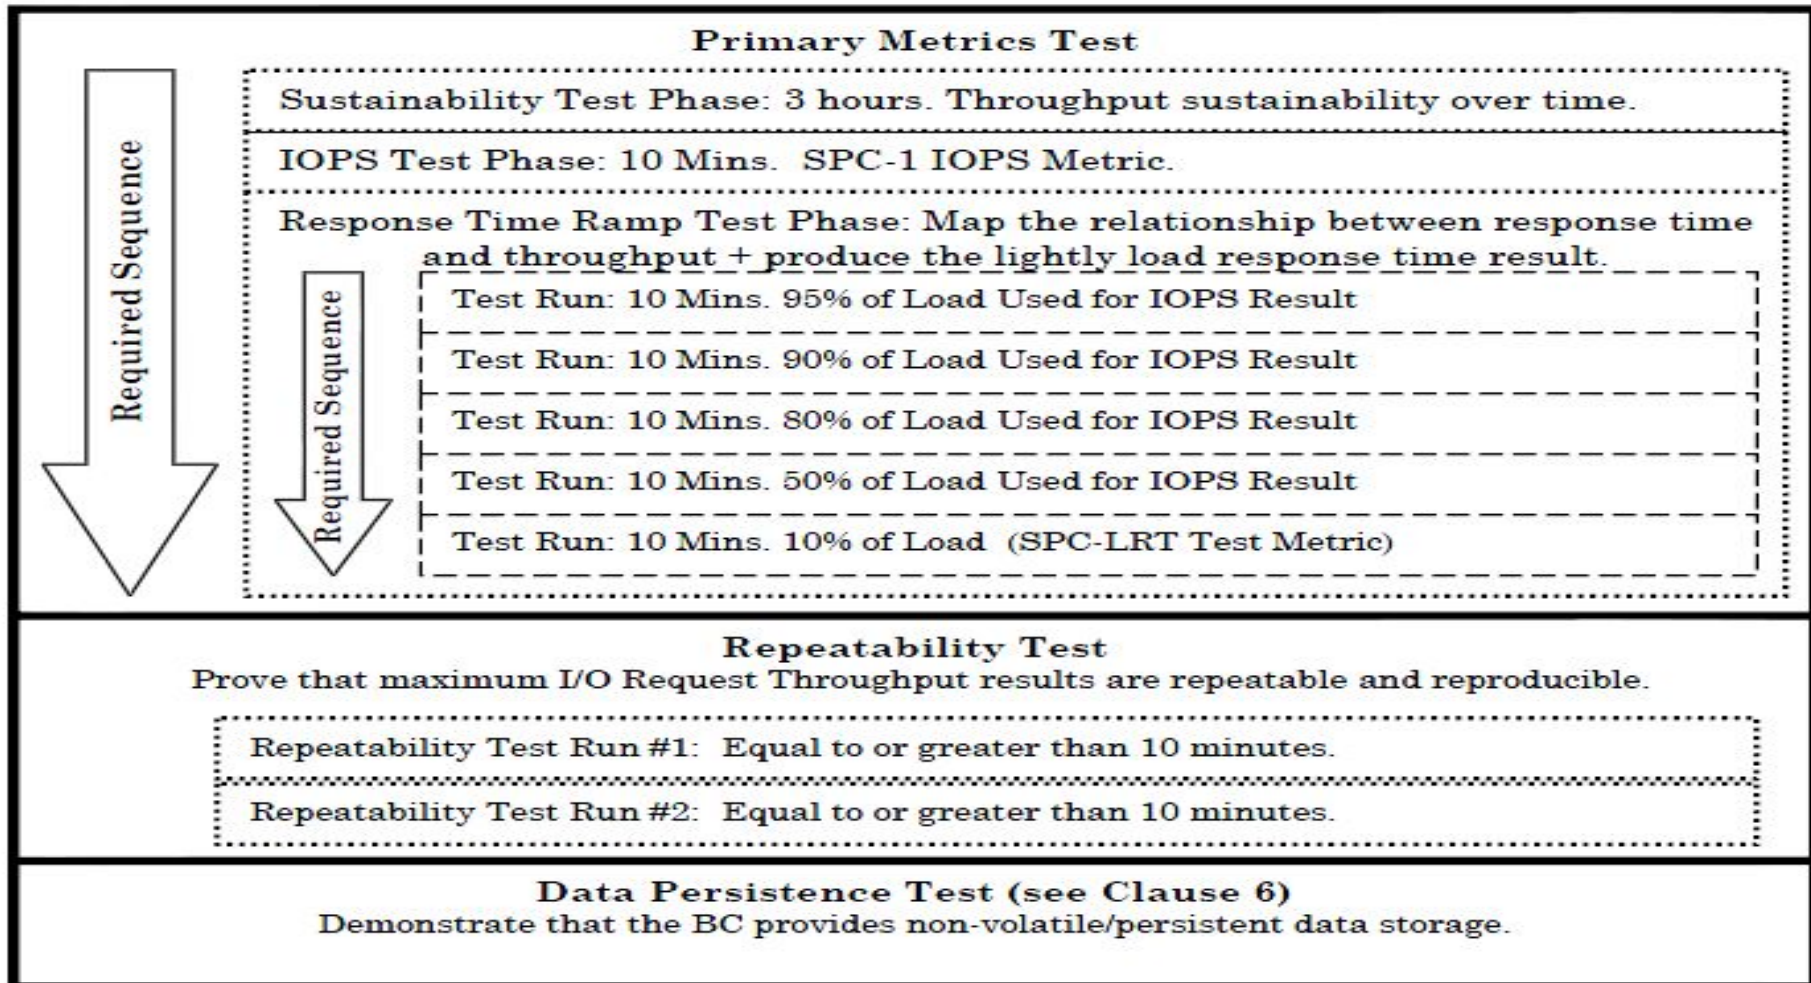 Primary Metrics Test
Required Sequence
Sustainability Test Phase: 3 hours. Throughput sustainability over time.
IOPS Test Phase: 10 Mins. SPC-1 IOPS Metric.
Response Time Ramp Test Phase: Map the relationship between response time
and throughput + produce the lightly load response time result.
Required Sequence
Test Run: 10 Mins. 95% of Load Used for IOPS Result
Test Run: 10 Mins. 90% of Load Used for IOPS Result
Test Run: 10 Mins. 80% of Load Used for IOPS Result
Test Run: 10 Mins. 50% of Load Used for IOPS Result
Test Run: 10 Mins. 10% of Load (SPC-LRT Test Metric)
Repeatability Test
Prove that maximum I/O Request Throughput results are repeatable and reproducible.
Repeatability Test Run #1: Equal to or greater than 10 minutes.
Repeatability Test Run #2: Equal to or greater than 10 minutes.
Data Persistence Test (see Clause 6)
Demonstrate that the BC provides non-volatile/persistent data storage.